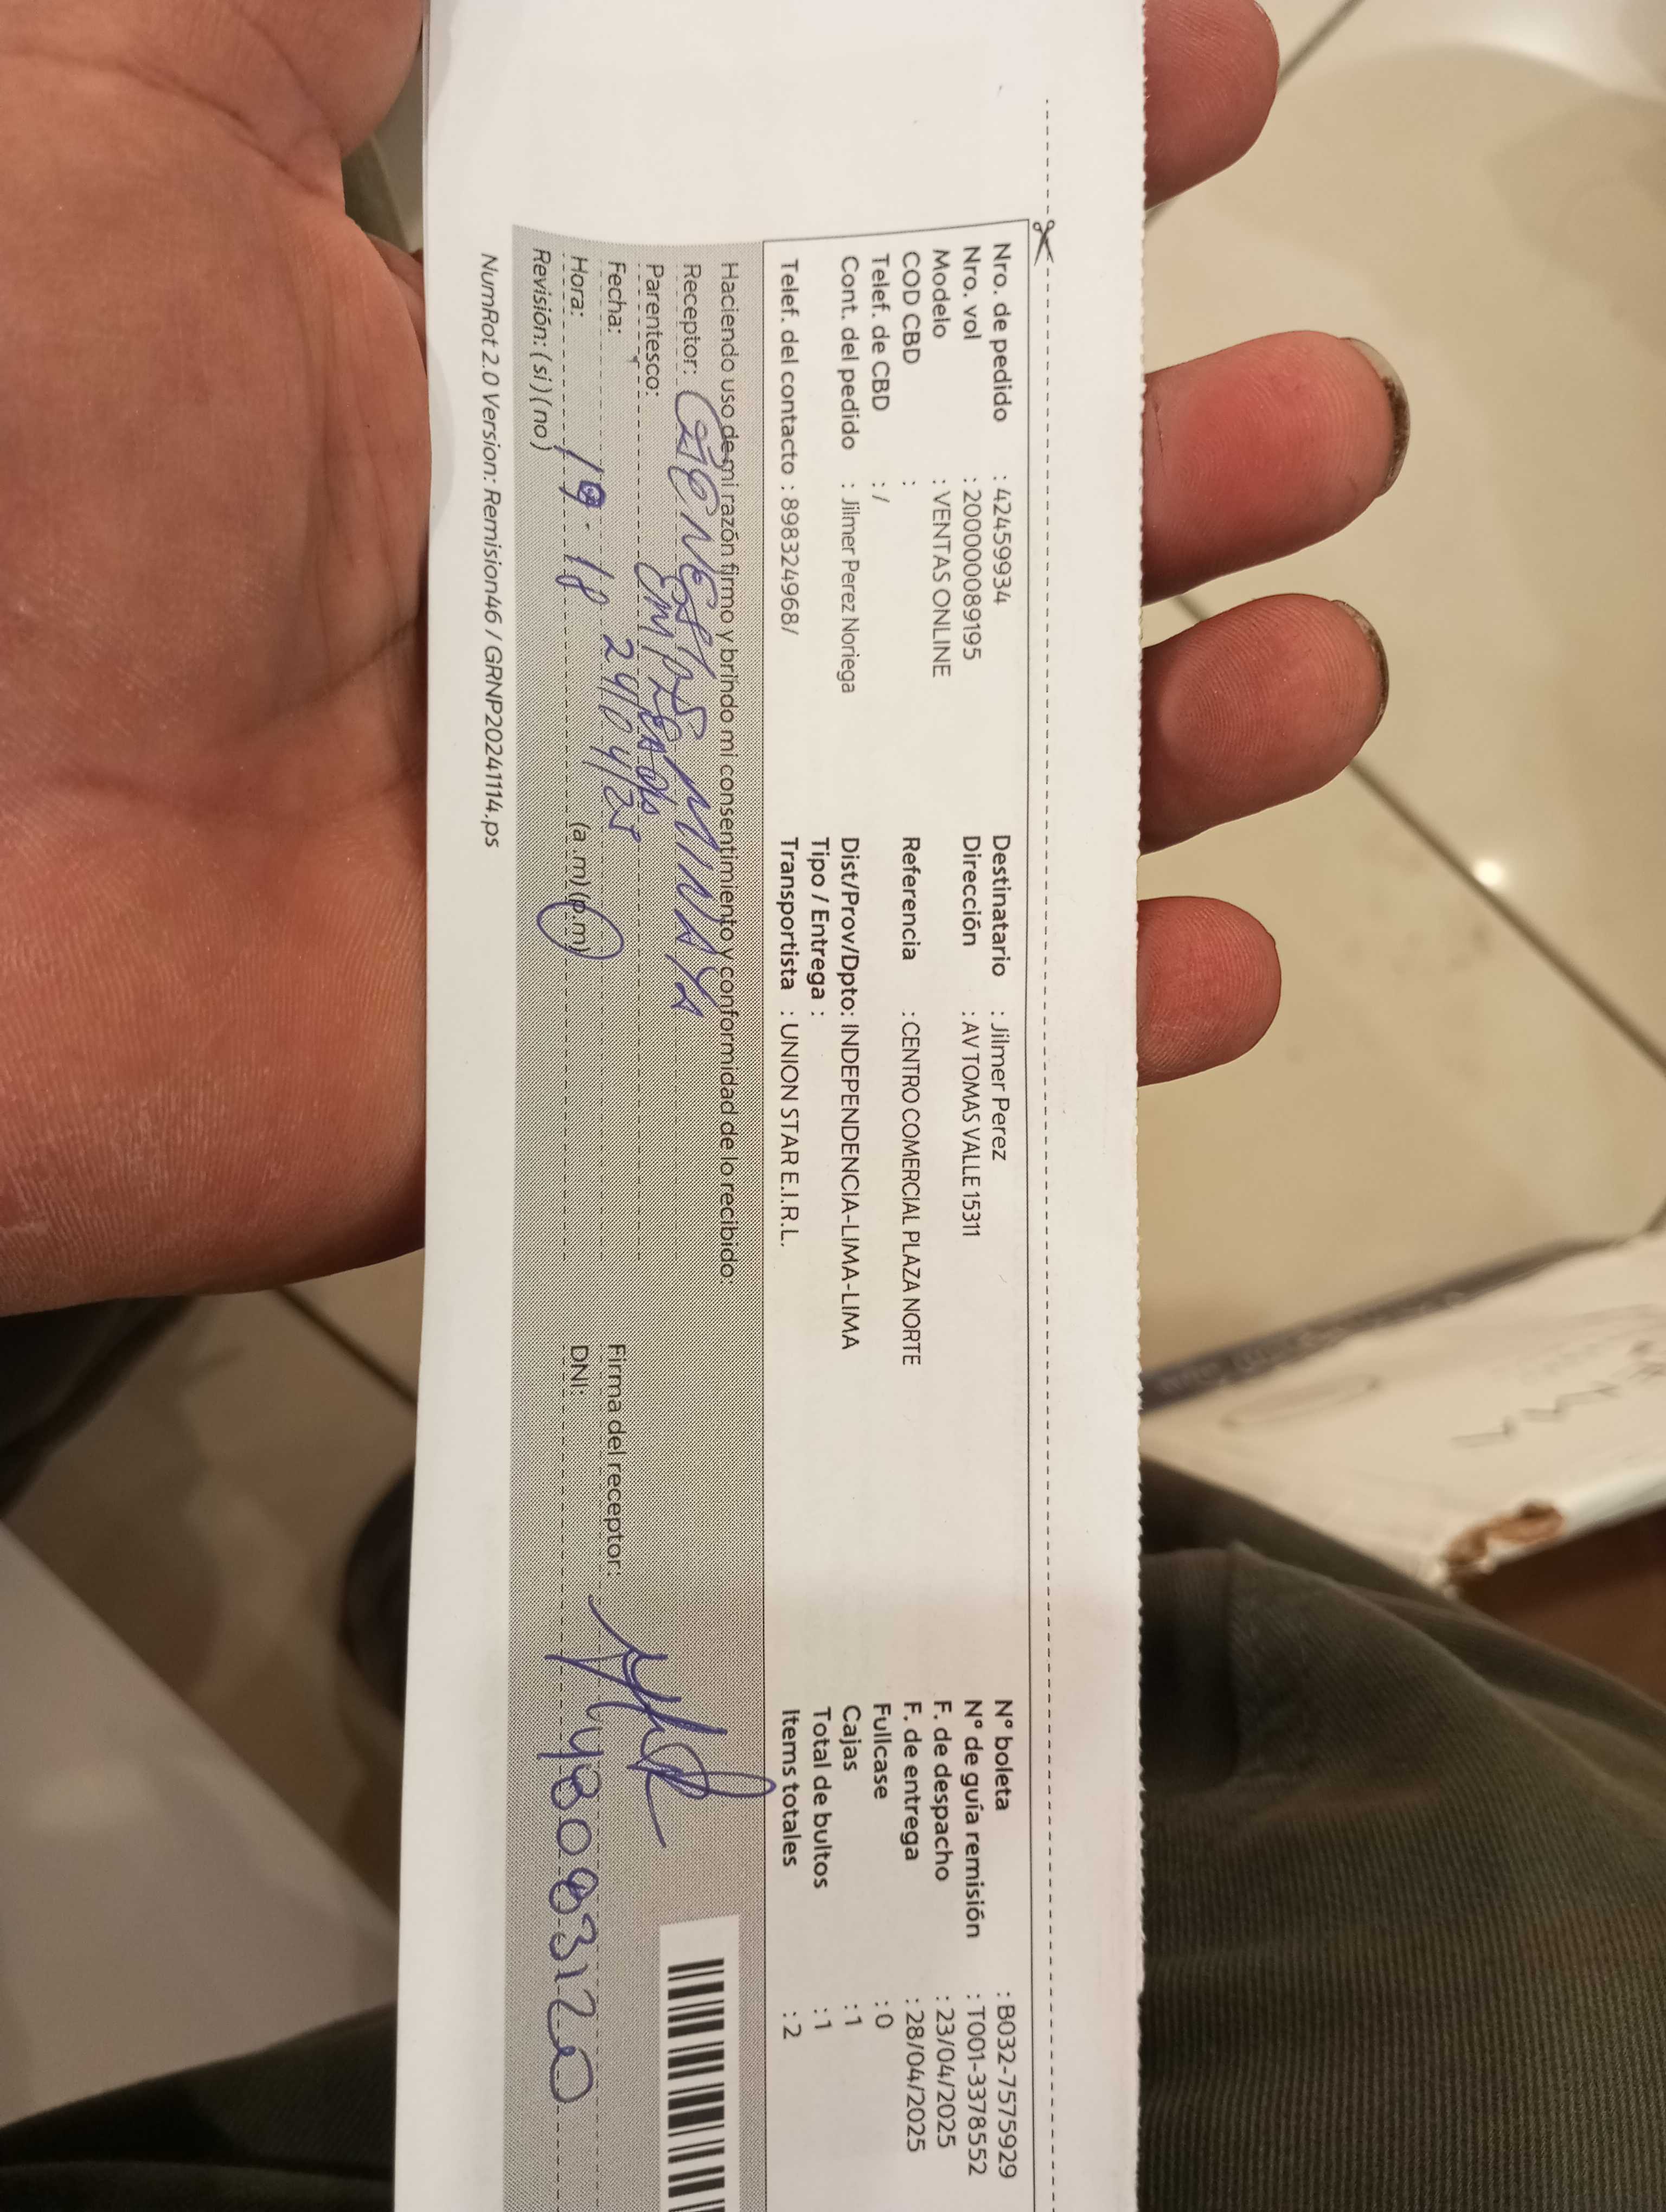 Nro. de pedido : 42459934
Nro. vol : 20000089195
Modelo : VENTAS ONLINE
COD CBD :
Telef. de CBD : /
Cont. del pedido : Jilmer Perez Noriega
Telef. del contacto : 898324968/
Destinatario : Jilmer Perez
Dirección : AV TOMAS VALLE 15311
Referencia : CENTRO COMERCIAL PLAZA NORTE
Dist/Prov/Dpto: INDEPENDENCIA-LIMA-LIMA
Tipo / Entrega :
Transportista : UNION STAR E.I.R.L.
N° boleta : B032-7575929
N° de guía remisión : T001-3378552
F. de despacho : 23/04/2025
F. de entrega : 28/04/2025
Fullcase : 0
Cajas : 1
Total de bultos : 1
Items totales : 2
Haciendo uso de mi razón firmo y brindo mi consentimiento y conformidad de lo recibido:
Receptor: MINAYA
Parentesco:
Fecha: 24/04/25
Hora: (a .m) (p.m)
Revisión: (si) (no)
Firma del receptor:
DNI: 48083120
NumRot 2.0 Version: Remision46 / GRNP20241114.ps